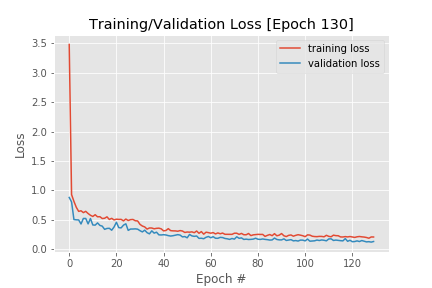 Training/Validation Loss [Epoch 130]
training loss
validation loss
3.5
3.0
2.5
2.0
1.5
1.0
0.5
0.0
Loss
0 20 40 60 80 100 120
Epoch #